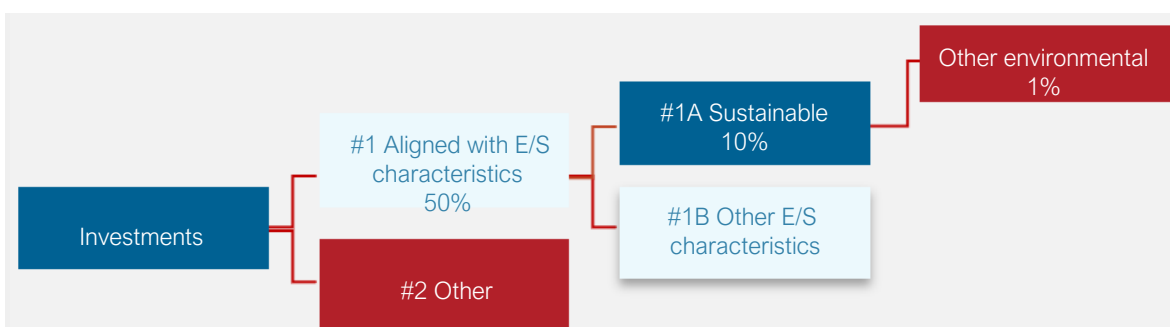 Other environmental
1%
#1A Sustainable
10%
#1 Aligned with E/S
characteristics
50%
#1B Other E/S
characteristics
Investments
#2 Other